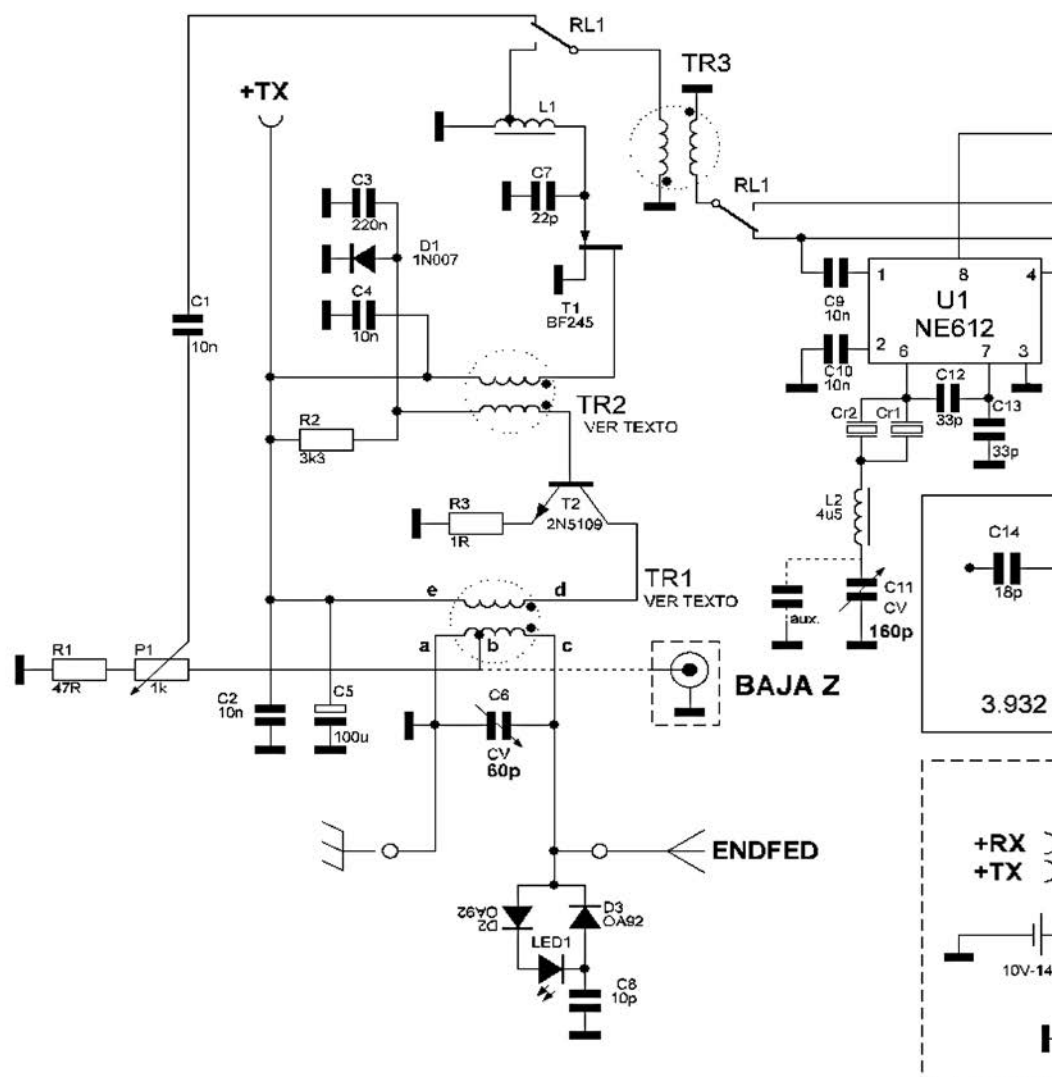 RL1
TR3
+TX
L1
C3
220n
C7
22p
RL1
D1
1N007
C4
10n
T1
BF245
C1
10n
C9
10n
1
8
4
U1
NE612
2
6
7
3
C10
10n
C12
33p
C13
33p
Cr2
Cr1
TR2
VER TEXTO
R2
3k3
L2
4u5
R3
1R
T2
2N5109
C14
18p
TR1
VER TEXTO
e
d
a
b
c
aux.
C11
CV
160p
R1
47R
P1
1k
BAJA Z
C2
10n
C5
100u
C6
CV
60p
3.932
ENDFED
+RX
+TX
D2
OA92
D3
OA92
LED1
C8
10p
10V-14